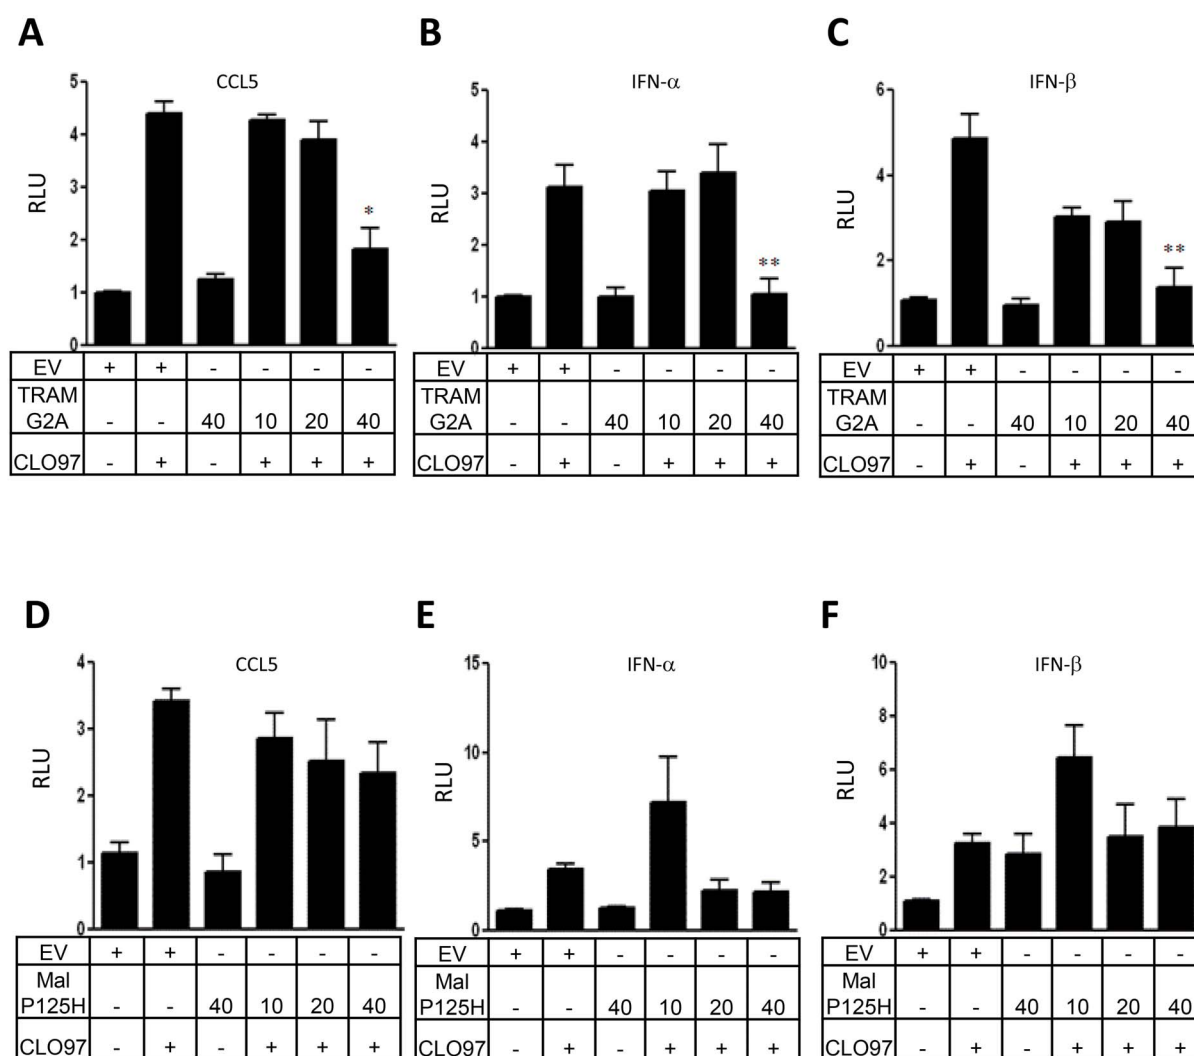 A
CCL5
RLU
5
4
3
2
1
0
*
EV + + - - - -
TRAM
G2A - - 40 10 20 40
CLO97 - + - + + +
B
IFN-α
RLU
5
4
3
2
1
0
**
EV + + - - - -
TRAM
G2A - - 40 10 20 40
CLO97 - + - + + +
C
IFN-β
RLU
6
4
2
0
**
EV + + - - - -
TRAM
G2A - - 40 10 20 40
CLO97 - + - + + +
D
CCL5
RLU
4
3
2
1
0
EV + + - - - -
Mal
P125H - - 40 10 20 40
CLO97 - + - + + +
E
IFN-α
RLU
15
10
5
0
EV + + - - - -
Mal
P125H - - 40 10 20 40
CLO97 - + - + + +
F
IFN-β
RLU
10
8
6
4
2
0
EV + + - - - -
Mal
P125H - - 40 10 20 40
CLO97 - + - + + +